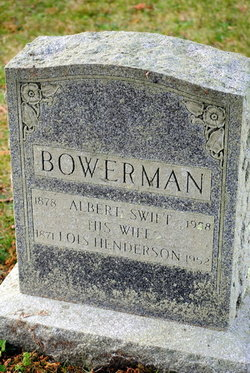 BOWERMAN
1878 ALBERT SWIFT 1958
HIS WIFE
1871 LOIS HENDERSON 1952